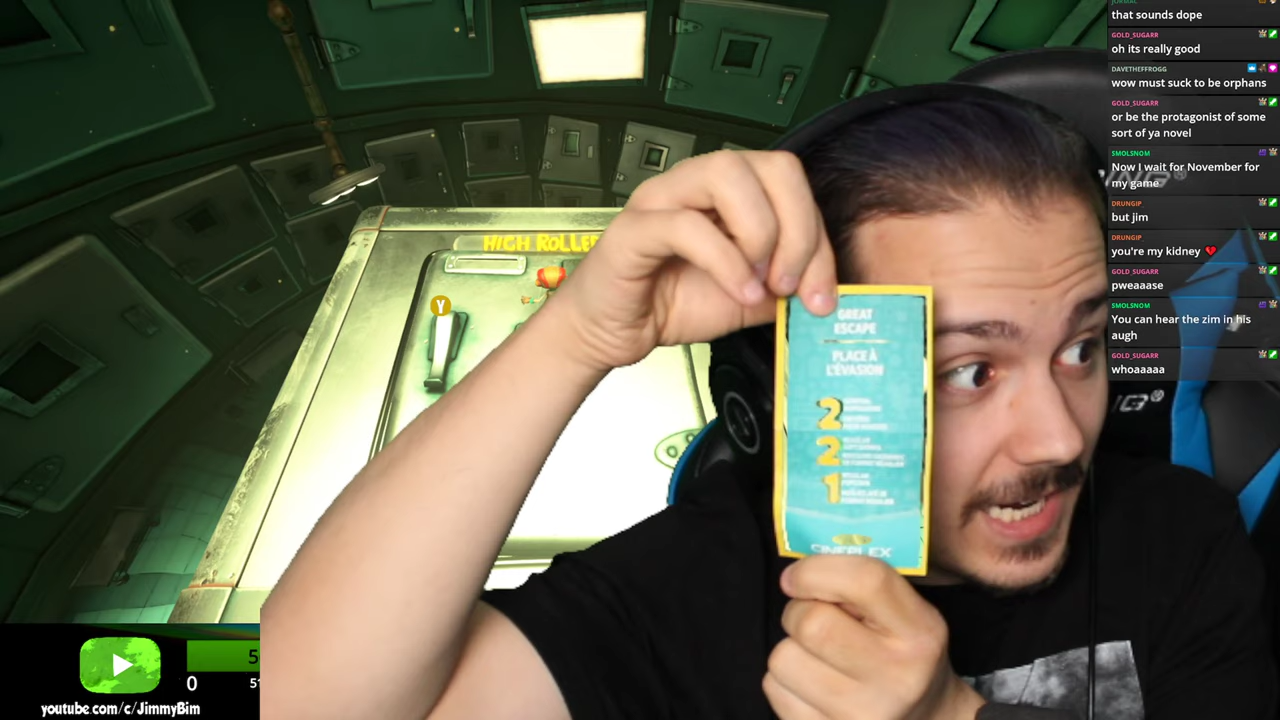 HIGH ROLLE
Y
GREAT
ESCAPE
PLACE À
L'ÉVASION
2
2
1
CINEPLEX
that sounds dope
GOLD_SUGARR
oh its really good
DAVETHEFFROGG
wow must suck to be orphans
GOLD_SUGARR
or be the protagonist of some
sort of ya novel
SMOLSNOM
Now I wait for November for
my game
DRUNGIP
but jim
DRUNGIP
you're my kidney 💔
GOLD_SUGARR
pweaaase
SMOLSNOM
You can hear the zim in his
augh
GOLD_SUGARR
whoaaaaa
5
0
51
youtube.com/c/JimmyBim